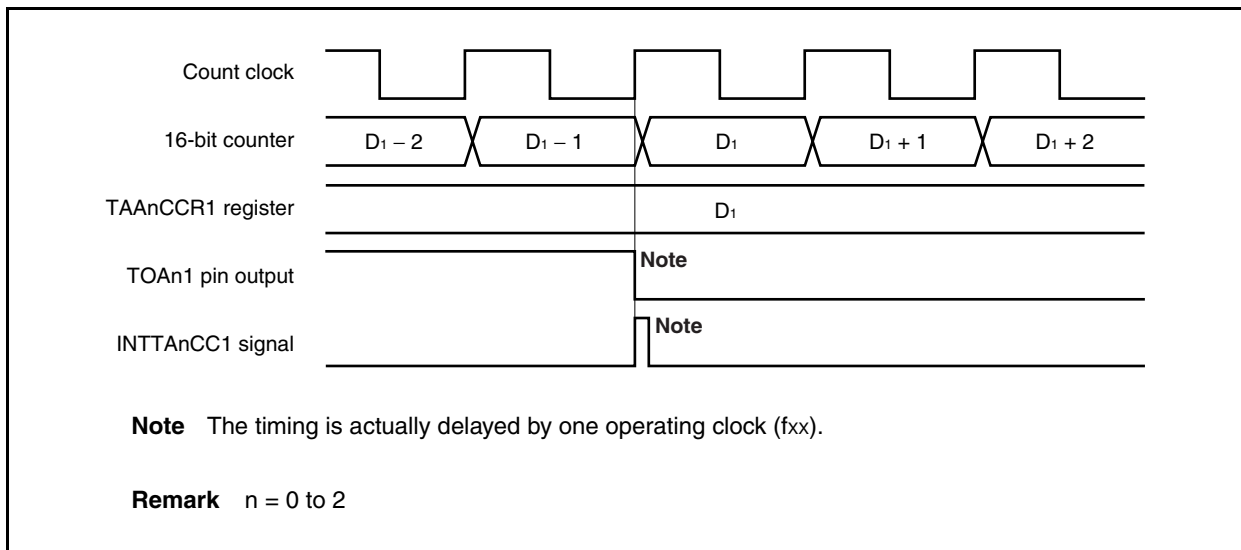 Count clock
16-bit counter D1 − 2 D1 − 1 D1 D1 + 1 D1 + 2
TAAnCCR1 register D1
TOAn1 pin output Note
INTTAnCC1 signal Note
Note The timing is actually delayed by one operating clock (fxx).
Remark n = 0 to 2